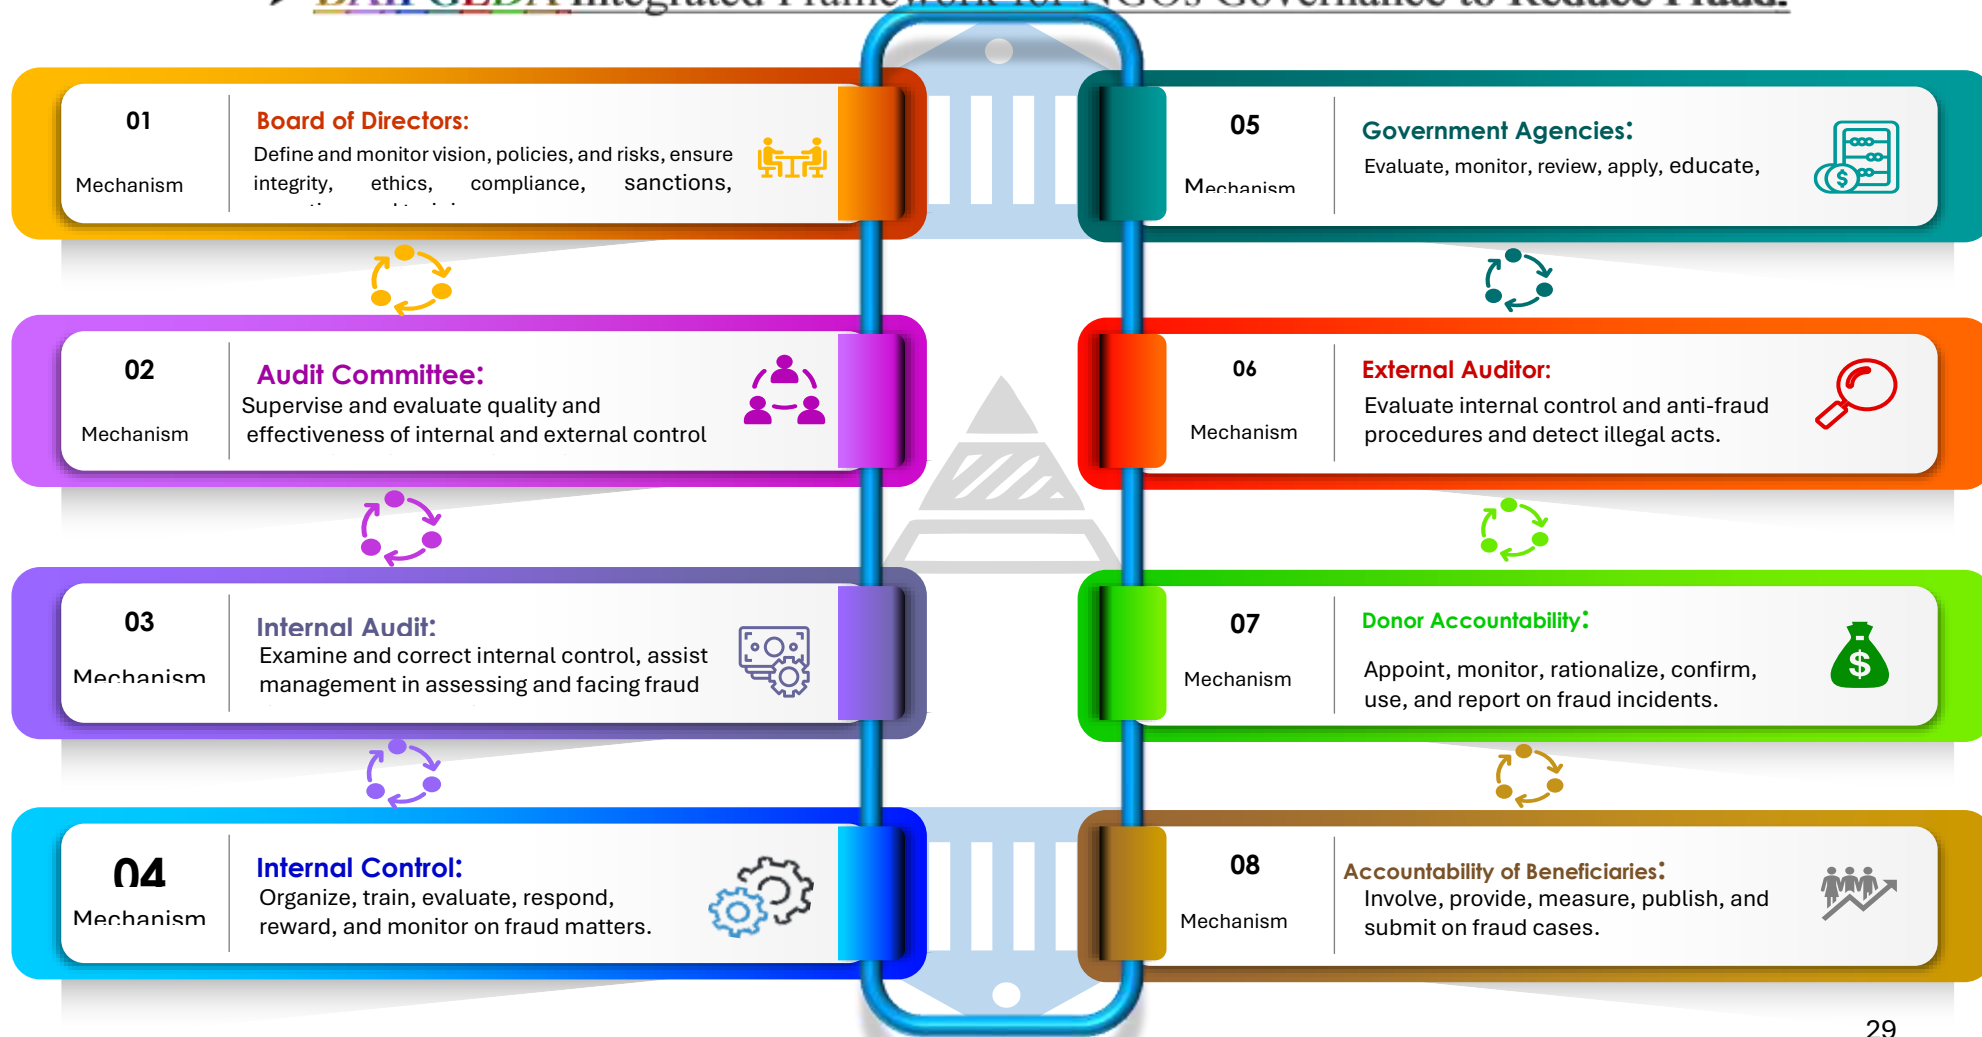 Integrated Framework for NGOs Governance to Reduce Fraud.
01
Mechanism
Board of Directors:
Define and monitor vision, policies, and risks, ensure
integrity, ethics, compliance, sanctions,
02
Mechanism
Audit Committee:
Supervise and evaluate quality and
effectiveness of internal and external control
03
Mechanism
Internal Audit:
Examine and correct internal control, assist
management in assessing and facing fraud
04
Mechanism
Internal Control:
Organize, train, evaluate, respond,
reward, and monitor on fraud matters.
05
Mechanism
Government Agencies:
Evaluate, monitor, review, apply, educate,
06
Mechanism
External Auditor:
Evaluate internal control and anti-fraud
procedures and detect illegal acts.
07
Mechanism
Donor Accountability:
Appoint, monitor, rationalize, confirm,
use, and report on fraud incidents.
08
Mechanism
Accountability of Beneficiaries:
Involve, provide, measure, publish, and
submit on fraud cases.
29